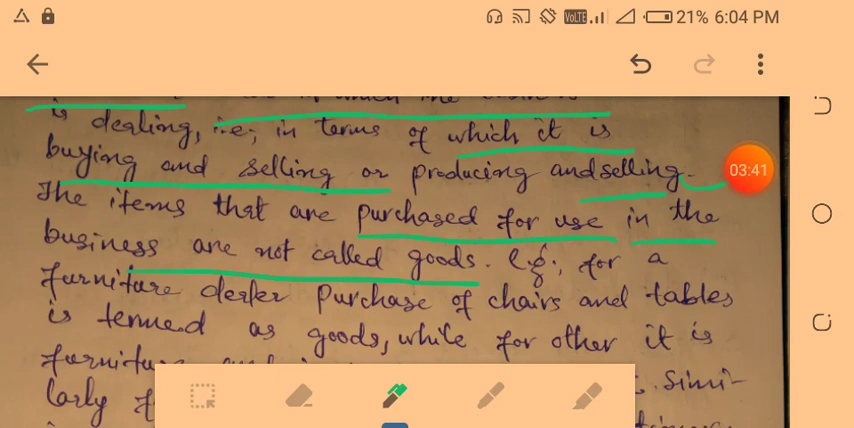 VoLTE 21% 6:04 PM
is dealing, i.e; in terms of which it is
buying and selling or producing and selling.
03:41
The items that are purchased for use in the
business are not called goods. e.g; for a
furniture dealer purchase of chairs and tables
is termed as goods, while for other it is
Simi-
larly